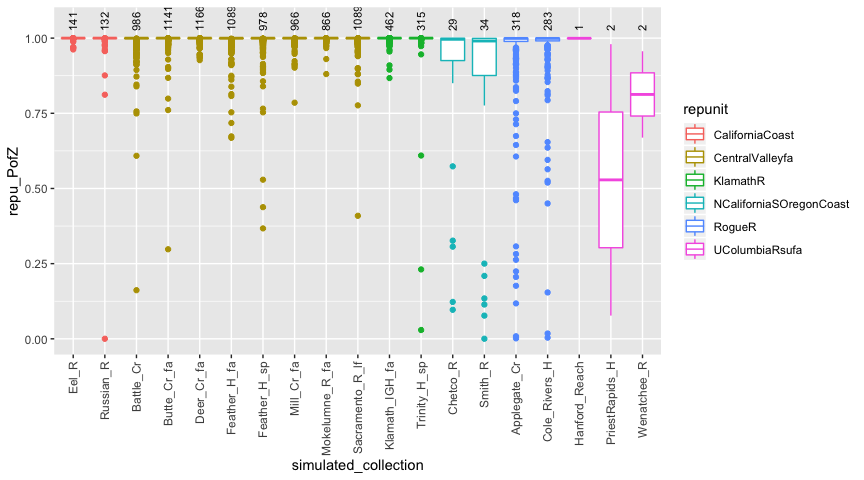 141 132 986 1141 1166 1089 978 966 866 1089 462 315 29 34 318 283 1 2 2
1.00
0.75
0.50
0.25
0.00
repu_PofZ
Eel_R Russian_R Battle_Cr Butte_Cr_fa Deer_Cr_fa Feather_H_fa Feather_H_sp Mill_Cr_fa Mokelumne_R_fa Sacramento_R_lf Klamath_IGH_fa Trinity_H_sp Chetco_R Smith_R Applegate_Cr Cole_Rivers_H Hanford_Reach PriestRapids_H Wenatchee_R
simulated_collection
repunit
CaliforniaCoast
CentralValleyfa
KlamathR
NCaliforniaSOregonCoast
RogueR
UColumbiaRsufa